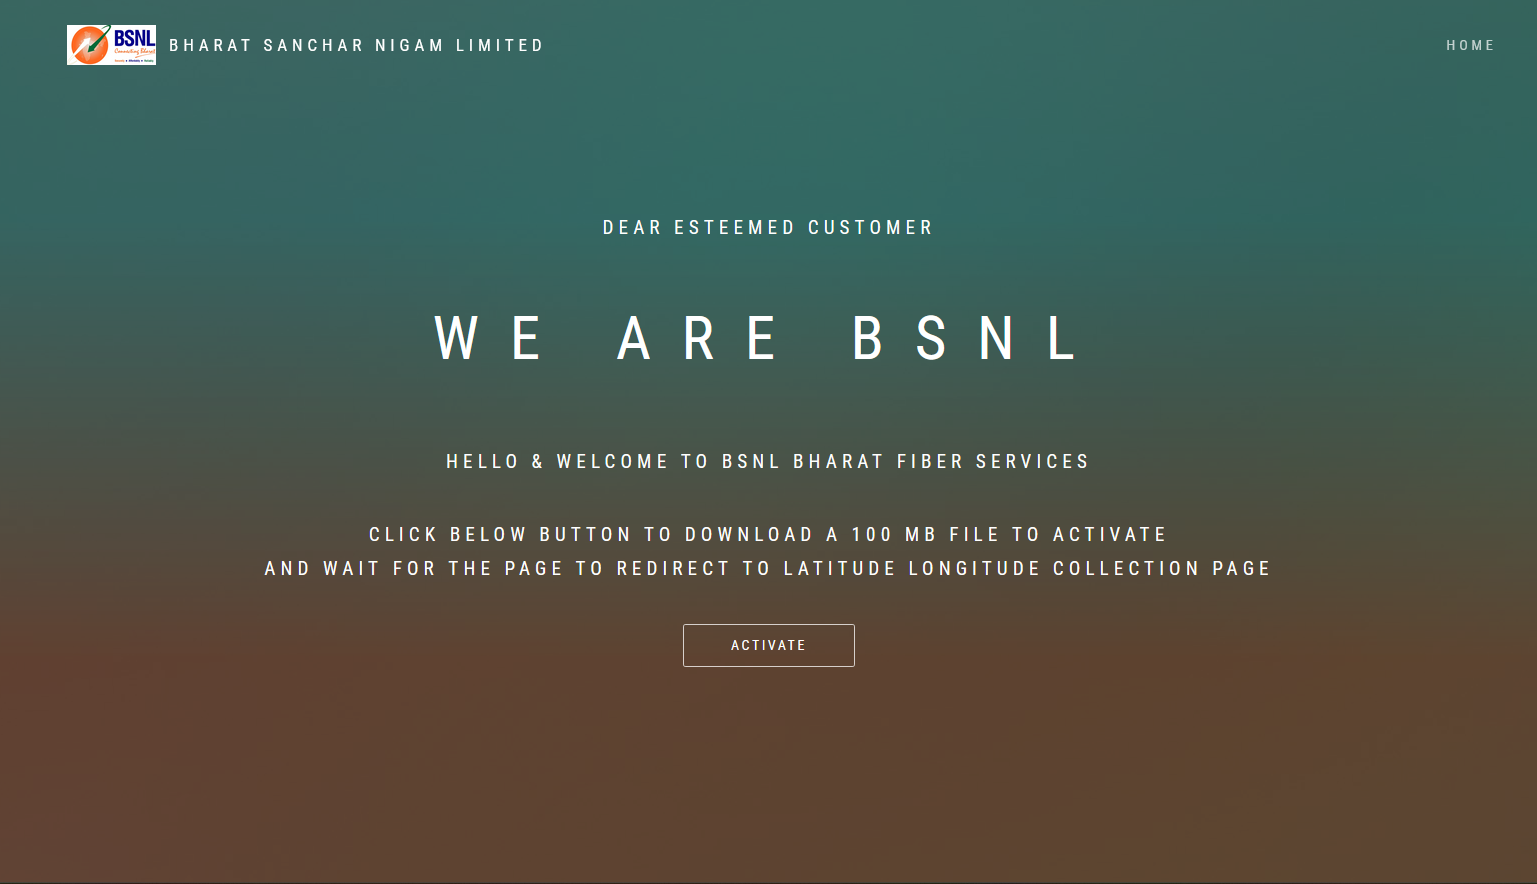 BSNL
Connecting Bharat
BHARAT SANCHAR NIGAM LIMITED
HOME
DEAR ESTEEMED CUSTOMER
WE ARE BSNL
HELLO & WELCOME TO BSNL BHARAT FIBER SERVICES
CLICK BELOW BUTTON TO DOWNLOAD A 100 MB FILE TO ACTIVATE
AND WAIT FOR THE PAGE TO REDIRECT TO LATITUDE LONGITUDE COLLECTION PAGE
ACTIVATE